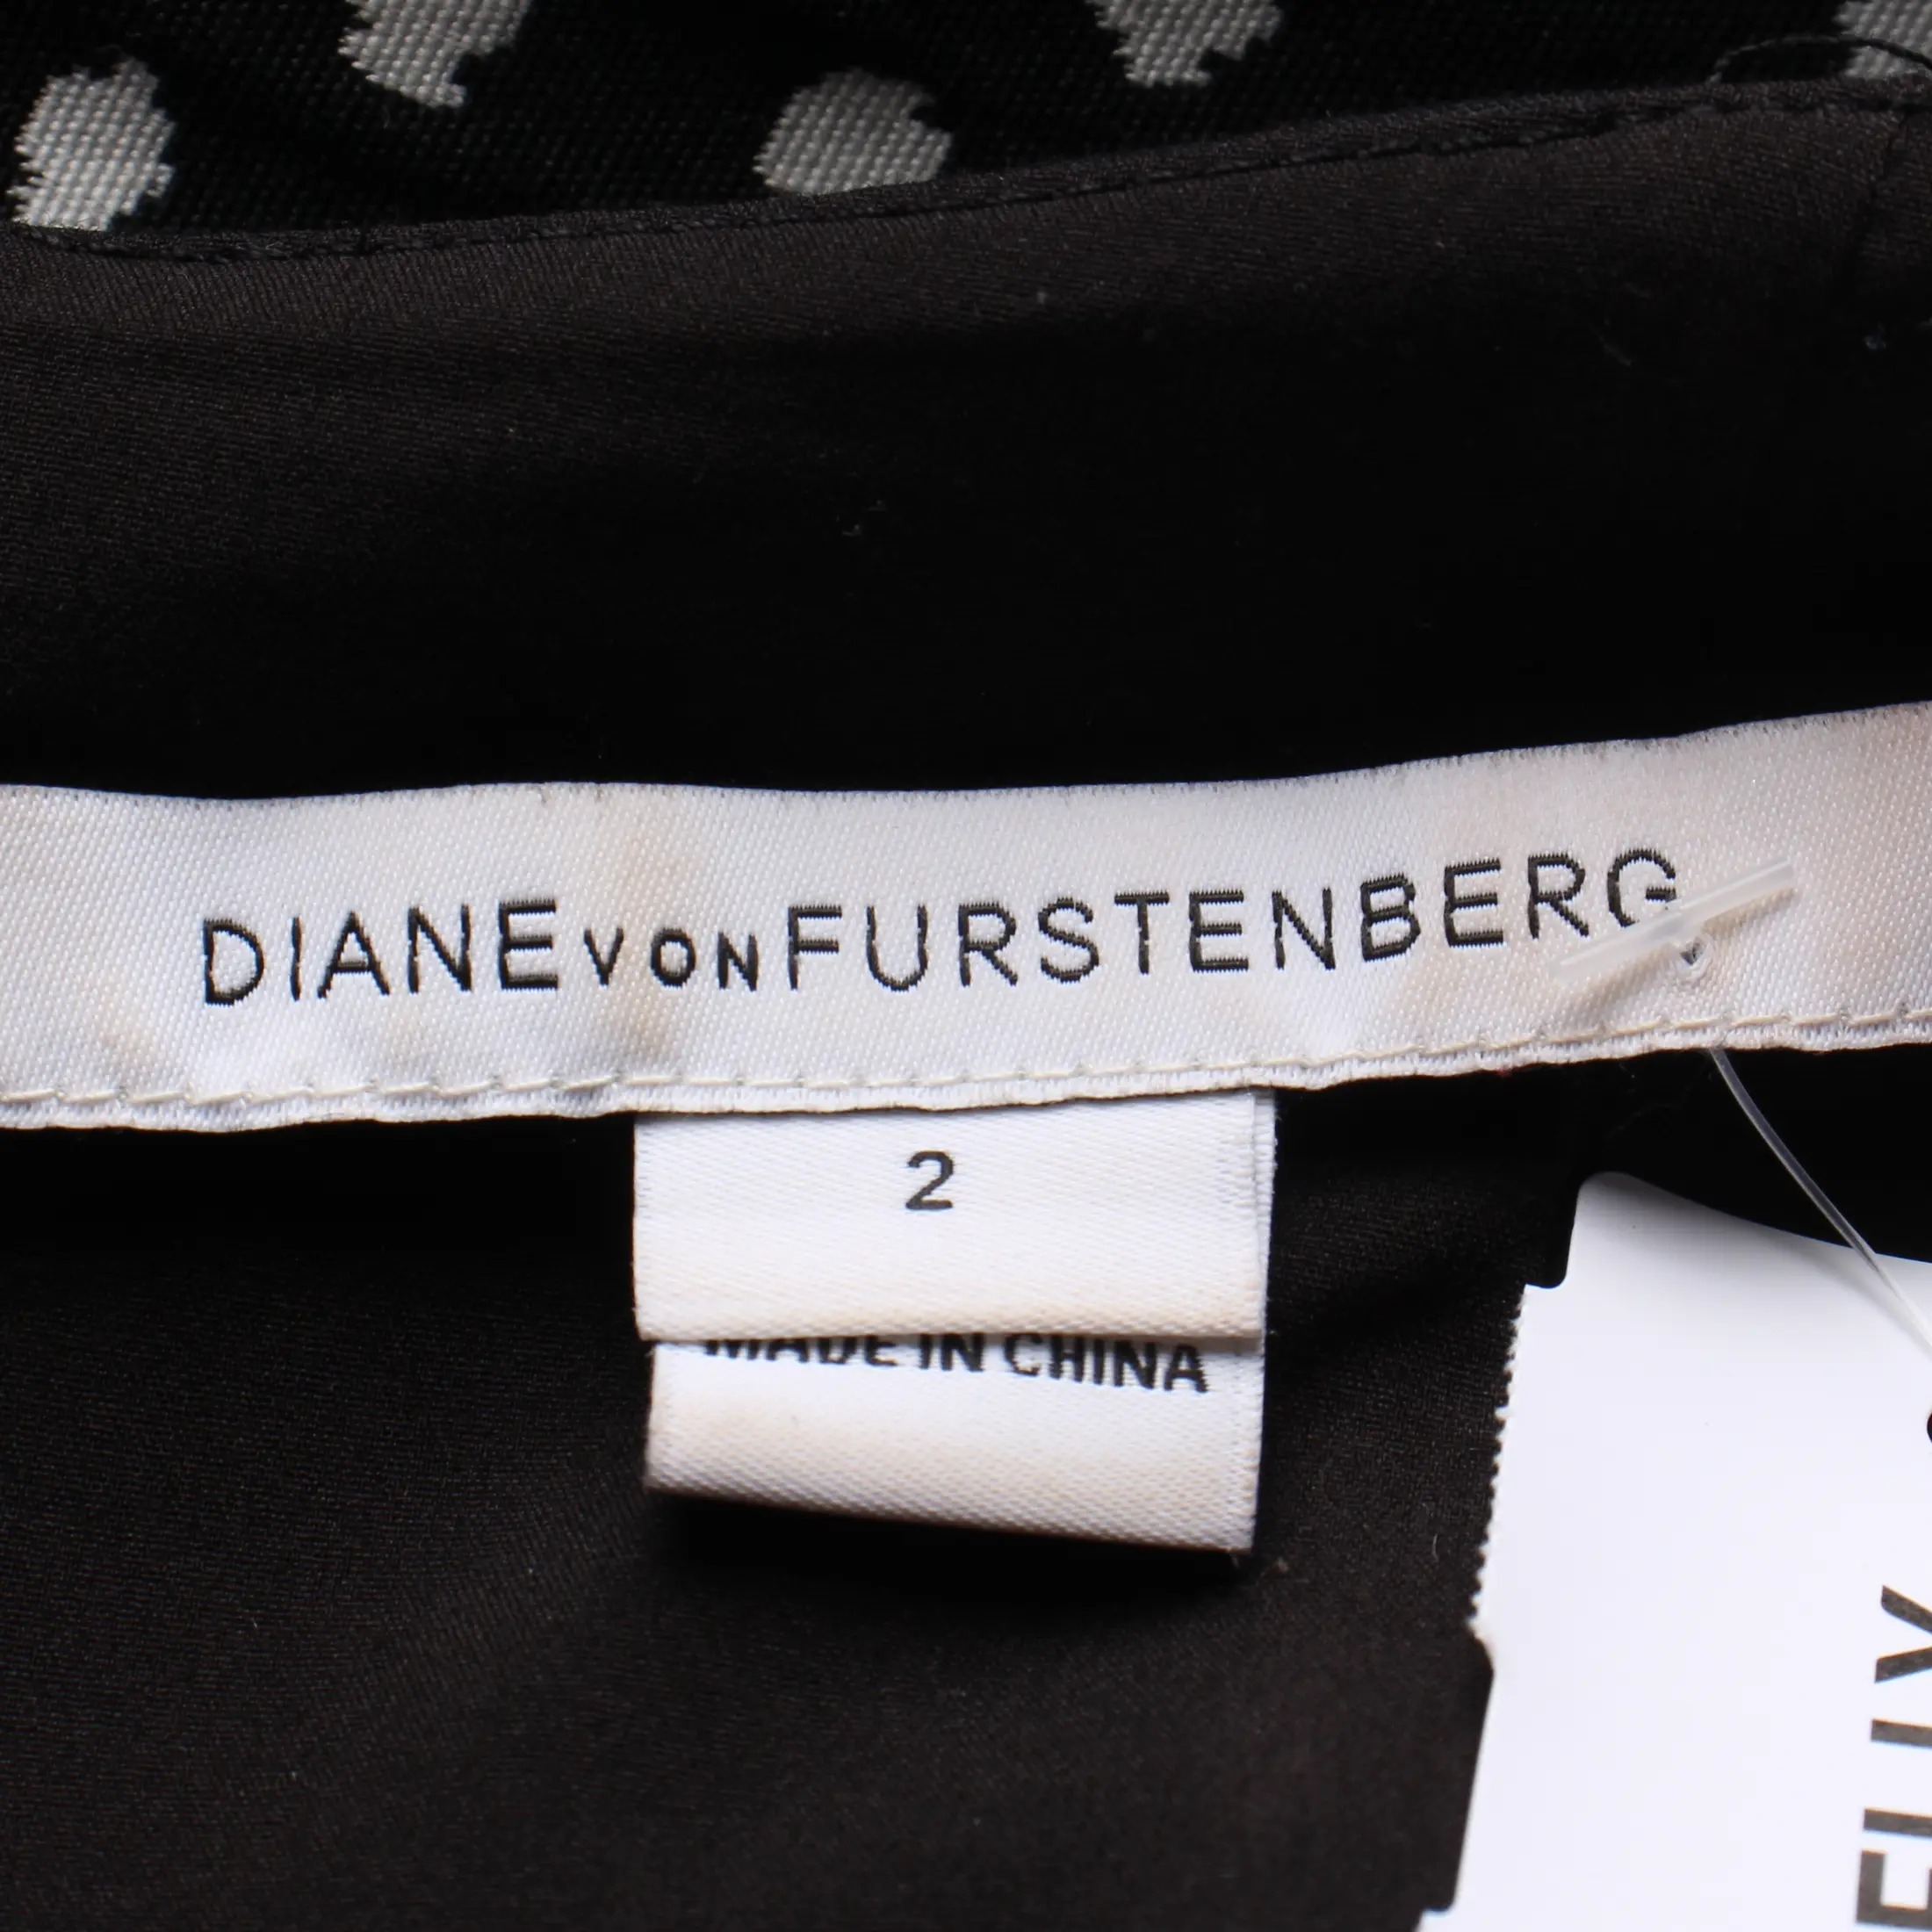 DIANE VON FURSTENBERG
2
MADE IN CHINA